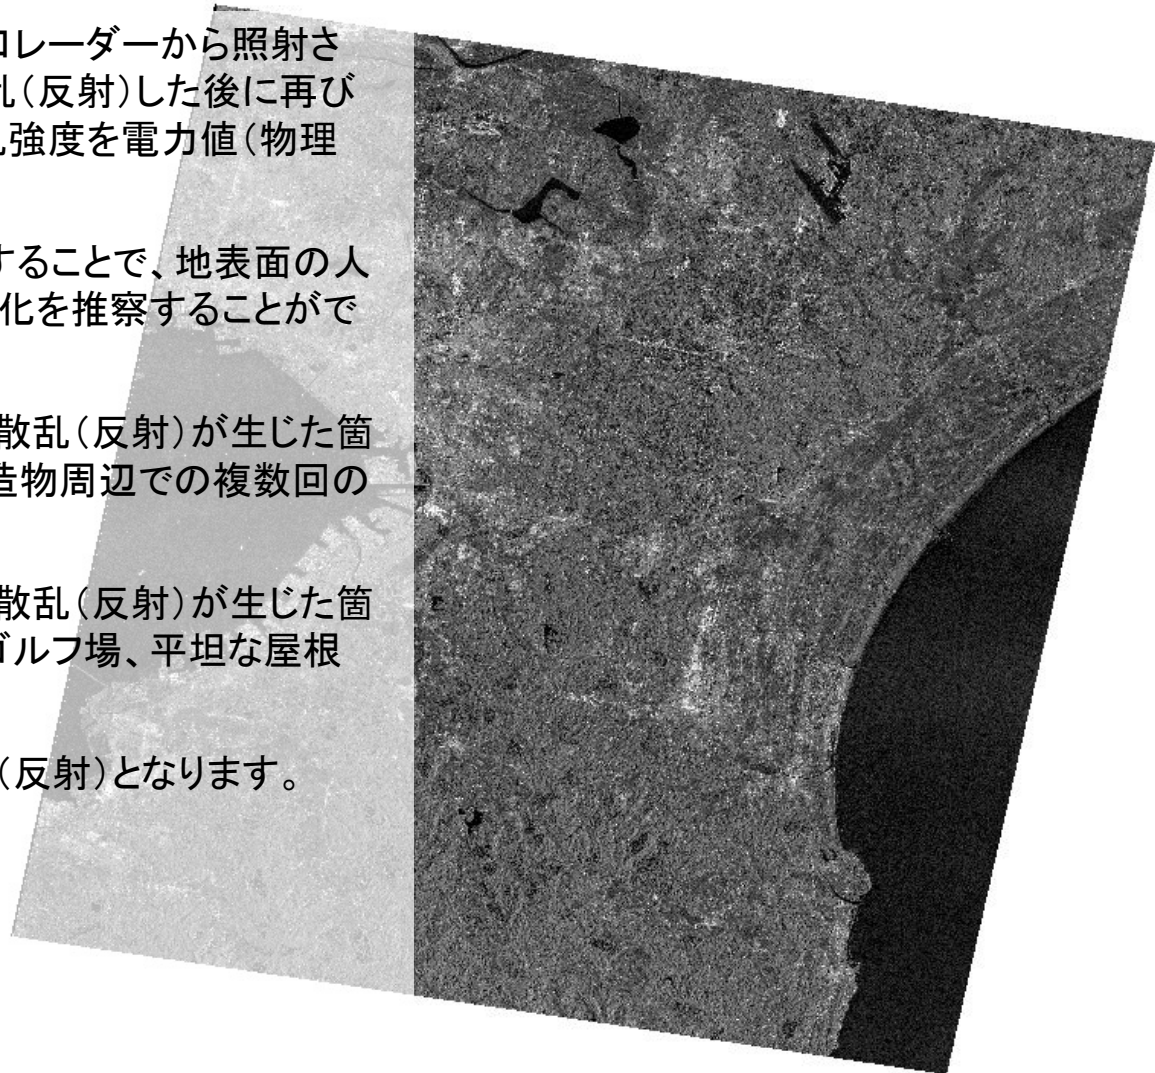 ロレーダーから照射さ
乱（反射）した後に再び
乱強度を電力値（物理
することで、地表面の人
化を推察することがで
散乱（反射）が生じた箇
造物周辺での複数回の
散乱（反射）が生じた箇
ゴルフ場、平坦な屋根
（反射）となります。